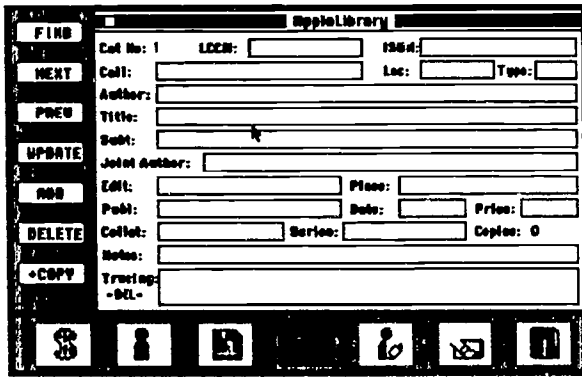 AppleLibrary
FIND
NEXT
PREV
UPDATE
ADD
DELETE
+COPY
Cat No: 1 LCCN: ISBN:
Call: Loc: Type:
Author:
Title:
Subt:
Joint Author:
Edit: Place:
Publ: Date: Price:
Collat: Series: Copies: 0
Notes:
Tracing: